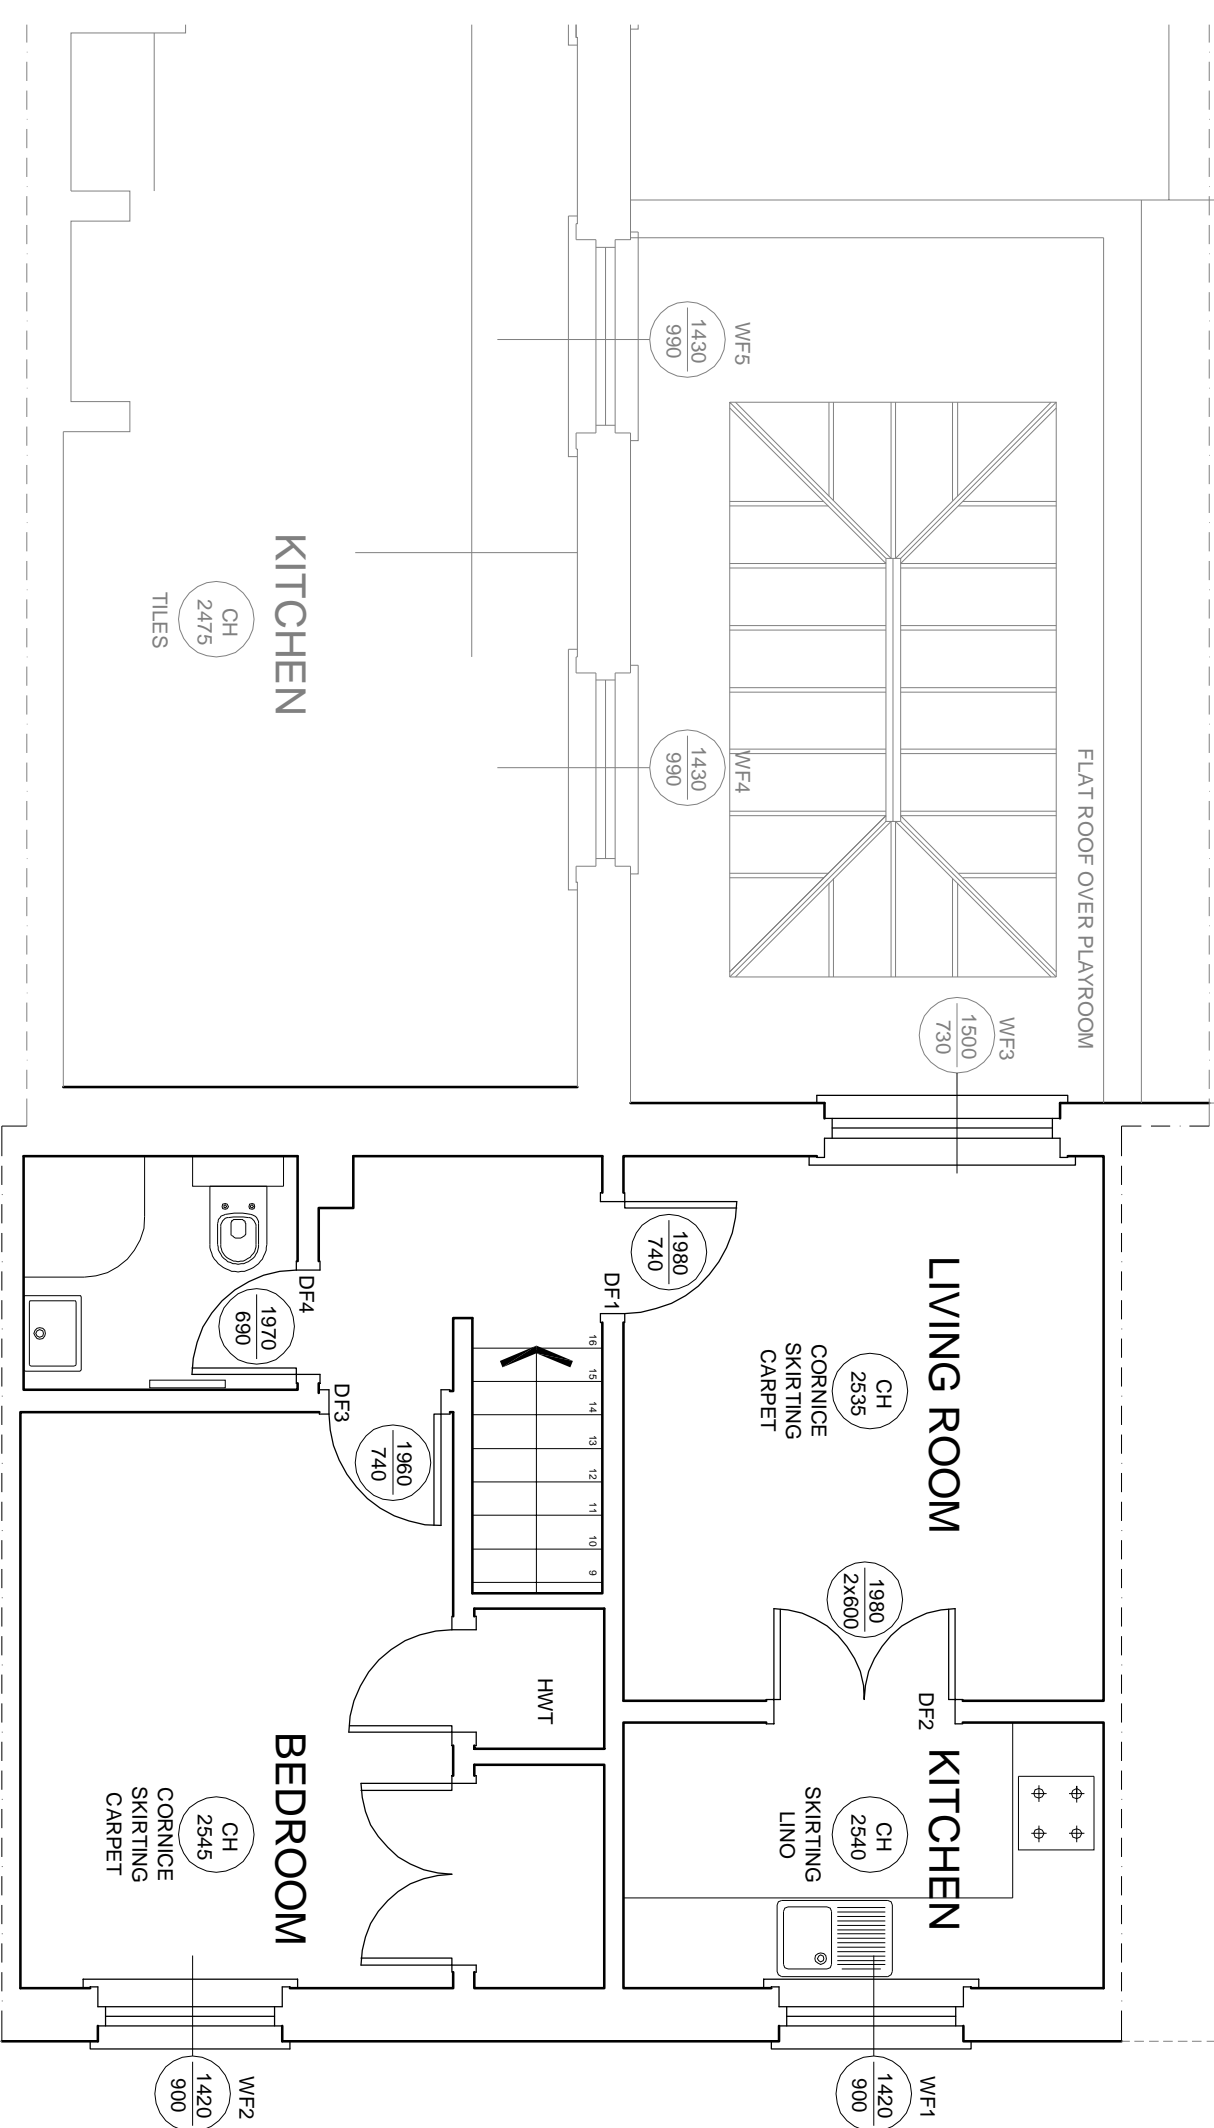 WF5
1430
990
FLAT ROOF OVER PLAYROOM
KITCHEN
CH
2475
TILES
WF4
1430
990
WF3
1500
730
LIVING ROOM
CH
2535
CORNICE
SKIRTING
CARPET
1980
740
DF1
DF4
1970
690
DF3
1960
740
16
15
14
13
12
11
10
9
1980
2x600
DF2
HWT
KITCHEN
CH
2540
SKIRTING
LINO
BEDROOM
CH
2545
CORNICE
SKIRTING
CARPET
WF1
1420
900
WF2
1420
900